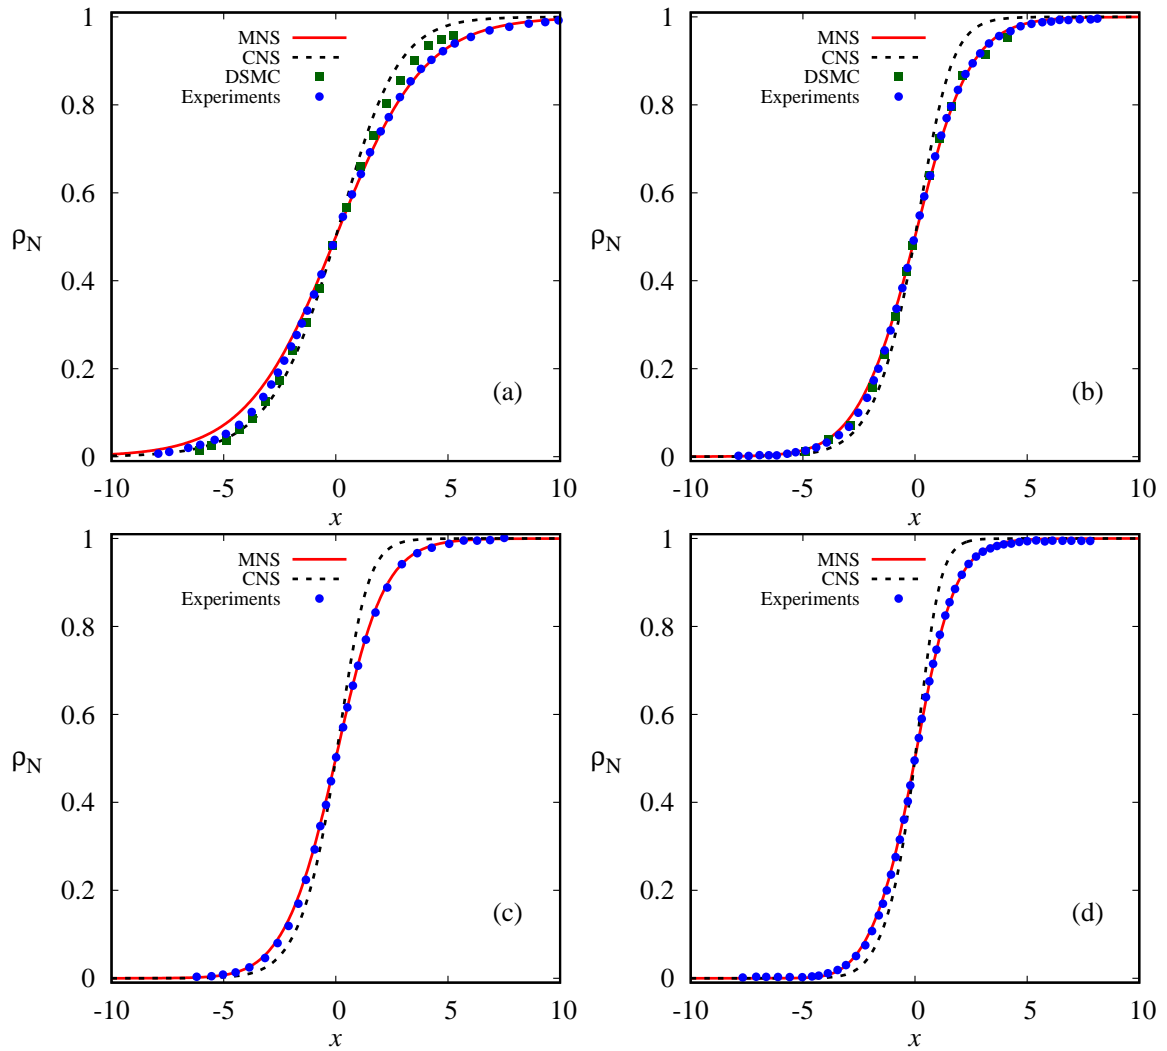 1
0.8
0.6
0.4
0.2
0
ρN
MNS
CNS
DSMC
Experiments
(a)
-10 -5 0 5 10
x
1
0.8
0.6
0.4
0.2
0
ρN
MNS
CNS
DSMC
Experiments
(b)
-10 -5 0 5 10
x
1
0.8
0.6
0.4
0.2
0
ρN
MNS
CNS
Experiments
(c)
-10 -5 0 5 10
x
1
0.8
0.6
0.4
0.2
0
ρN
MNS
CNS
Experiments
(d)
-10 -5 0 5 10
x